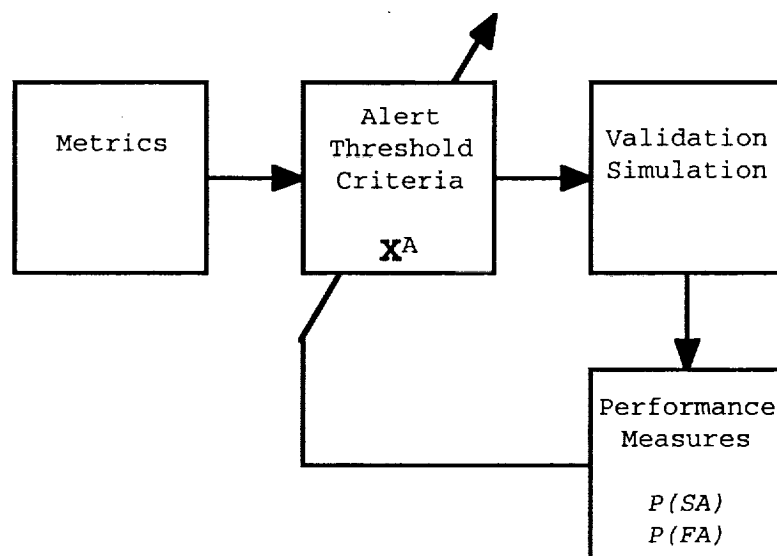 Metrics
Alert
Threshold
Criteria
X^A
Validation
Simulation
Performance
Measures
P(SA)
P(FA)